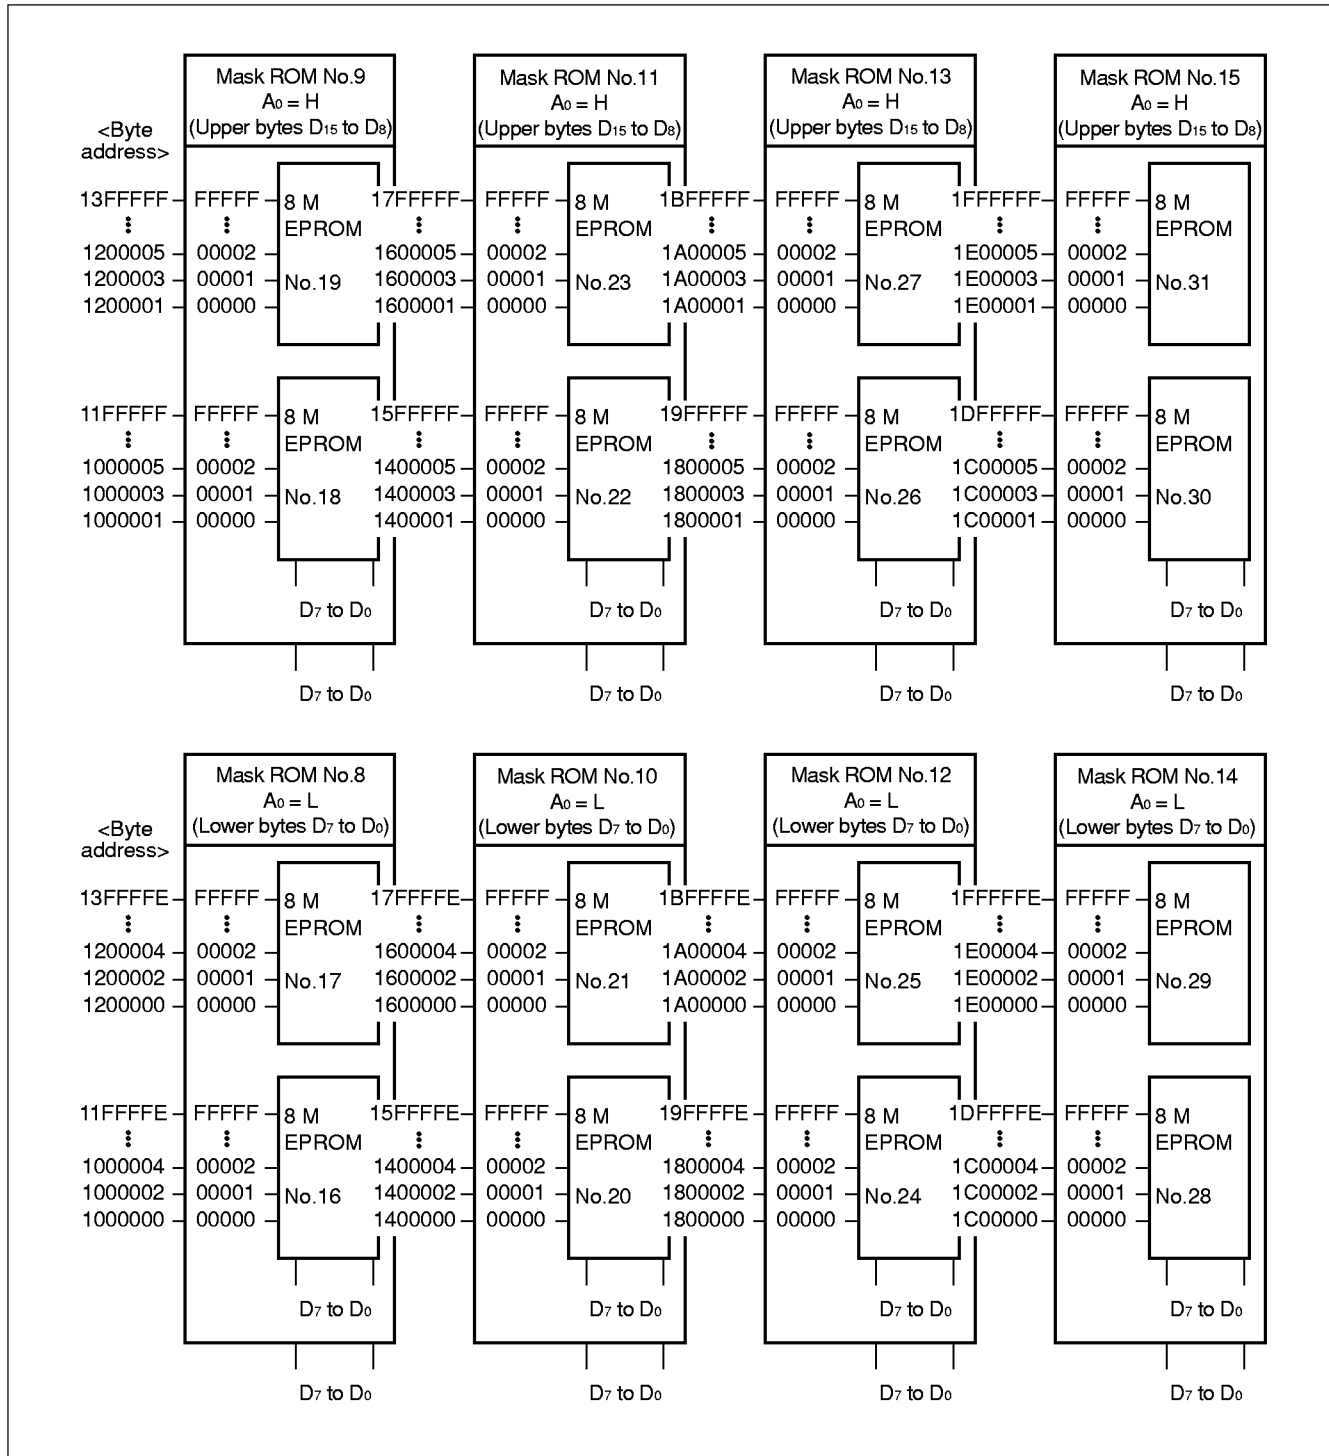 Mask ROM No.9 Mask ROM No.11 Mask ROM No.13 Mask ROM No.15
A0 = H A0 = H A0 = H A0 = H
<Byte address> (Upper bytes D15 to D8) (Upper bytes D15 to D8) (Upper bytes D15 to D8) (Upper bytes D15 to D8)
13FFFFF FFFFF 8 M 17FFFFF FFFFF 8 M 1BFFFFF FFFFF 8 M 1FFFFFF FFFFF 8 M
EPROM EPROM EPROM EPROM
1200005 00002 1600005 00002 1A00005 00002 1E00005 00002
1200003 00001 No.19 1600003 00001 No.23 1A00003 00001 No.27 1E00003 00001 No.31
1200001 00000 1600001 00000 1A00001 00000 1E00001 00000
11FFFFF FFFFF 8 M 15FFFFF FFFFF 8 M 19FFFFF FFFFF 8 M 1DFFFFF FFFFF 8 M
EPROM EPROM EPROM EPROM
1000005 00002 1400005 00002 1800005 00002 1C00005 00002
1000003 00001 No.18 1400003 00001 No.22 1800003 00001 No.26 1C00003 00001 No.30
1000001 00000 1400001 00000 1800001 00000 1C00001 00000
D7 to D0 D7 to D0 D7 to D0 D7 to D0
D7 to D0 D7 to D0 D7 to D0 D7 to D0
Mask ROM No.8 Mask ROM No.10 Mask ROM No.12 Mask ROM No.14
A0 = L A0 = L A0 = L A0 = L
<Byte address> (Lower bytes D7 to D0) (Lower bytes D7 to D0) (Lower bytes D7 to D0) (Lower bytes D7 to D0)
13FFFFE FFFFF 8 M 17FFFFE FFFFF 8 M 1BFFFFE FFFFF 8 M 1FFFFFE FFFFF 8 M
EPROM EPROM EPROM EPROM
1200004 00002 1600004 00002 1A00004 00002 1E00004 00002
1200002 00001 No.17 1600002 00001 No.21 1A00002 00001 No.25 1E00002 00001 No.29
1200000 00000 1600000 00000 1A00000 00000 1E00000 00000
11FFFFE FFFFF 8 M 15FFFFE FFFFF 8 M 19FFFFE FFFFF 8 M 1DFFFFE FFFFF 8 M
EPROM EPROM EPROM EPROM
1000004 00002 1400004 00002 1800004 00002 1C00004 00002
1000002 00001 No.16 1400002 00001 No.20 1800002 00001 No.24 1C00002 00001 No.28
1000000 00000 1400000 00000 1800000 00000 1C00000 00000
D7 to D0 D7 to D0 D7 to D0 D7 to D0
D7 to D0 D7 to D0 D7 to D0 D7 to D0